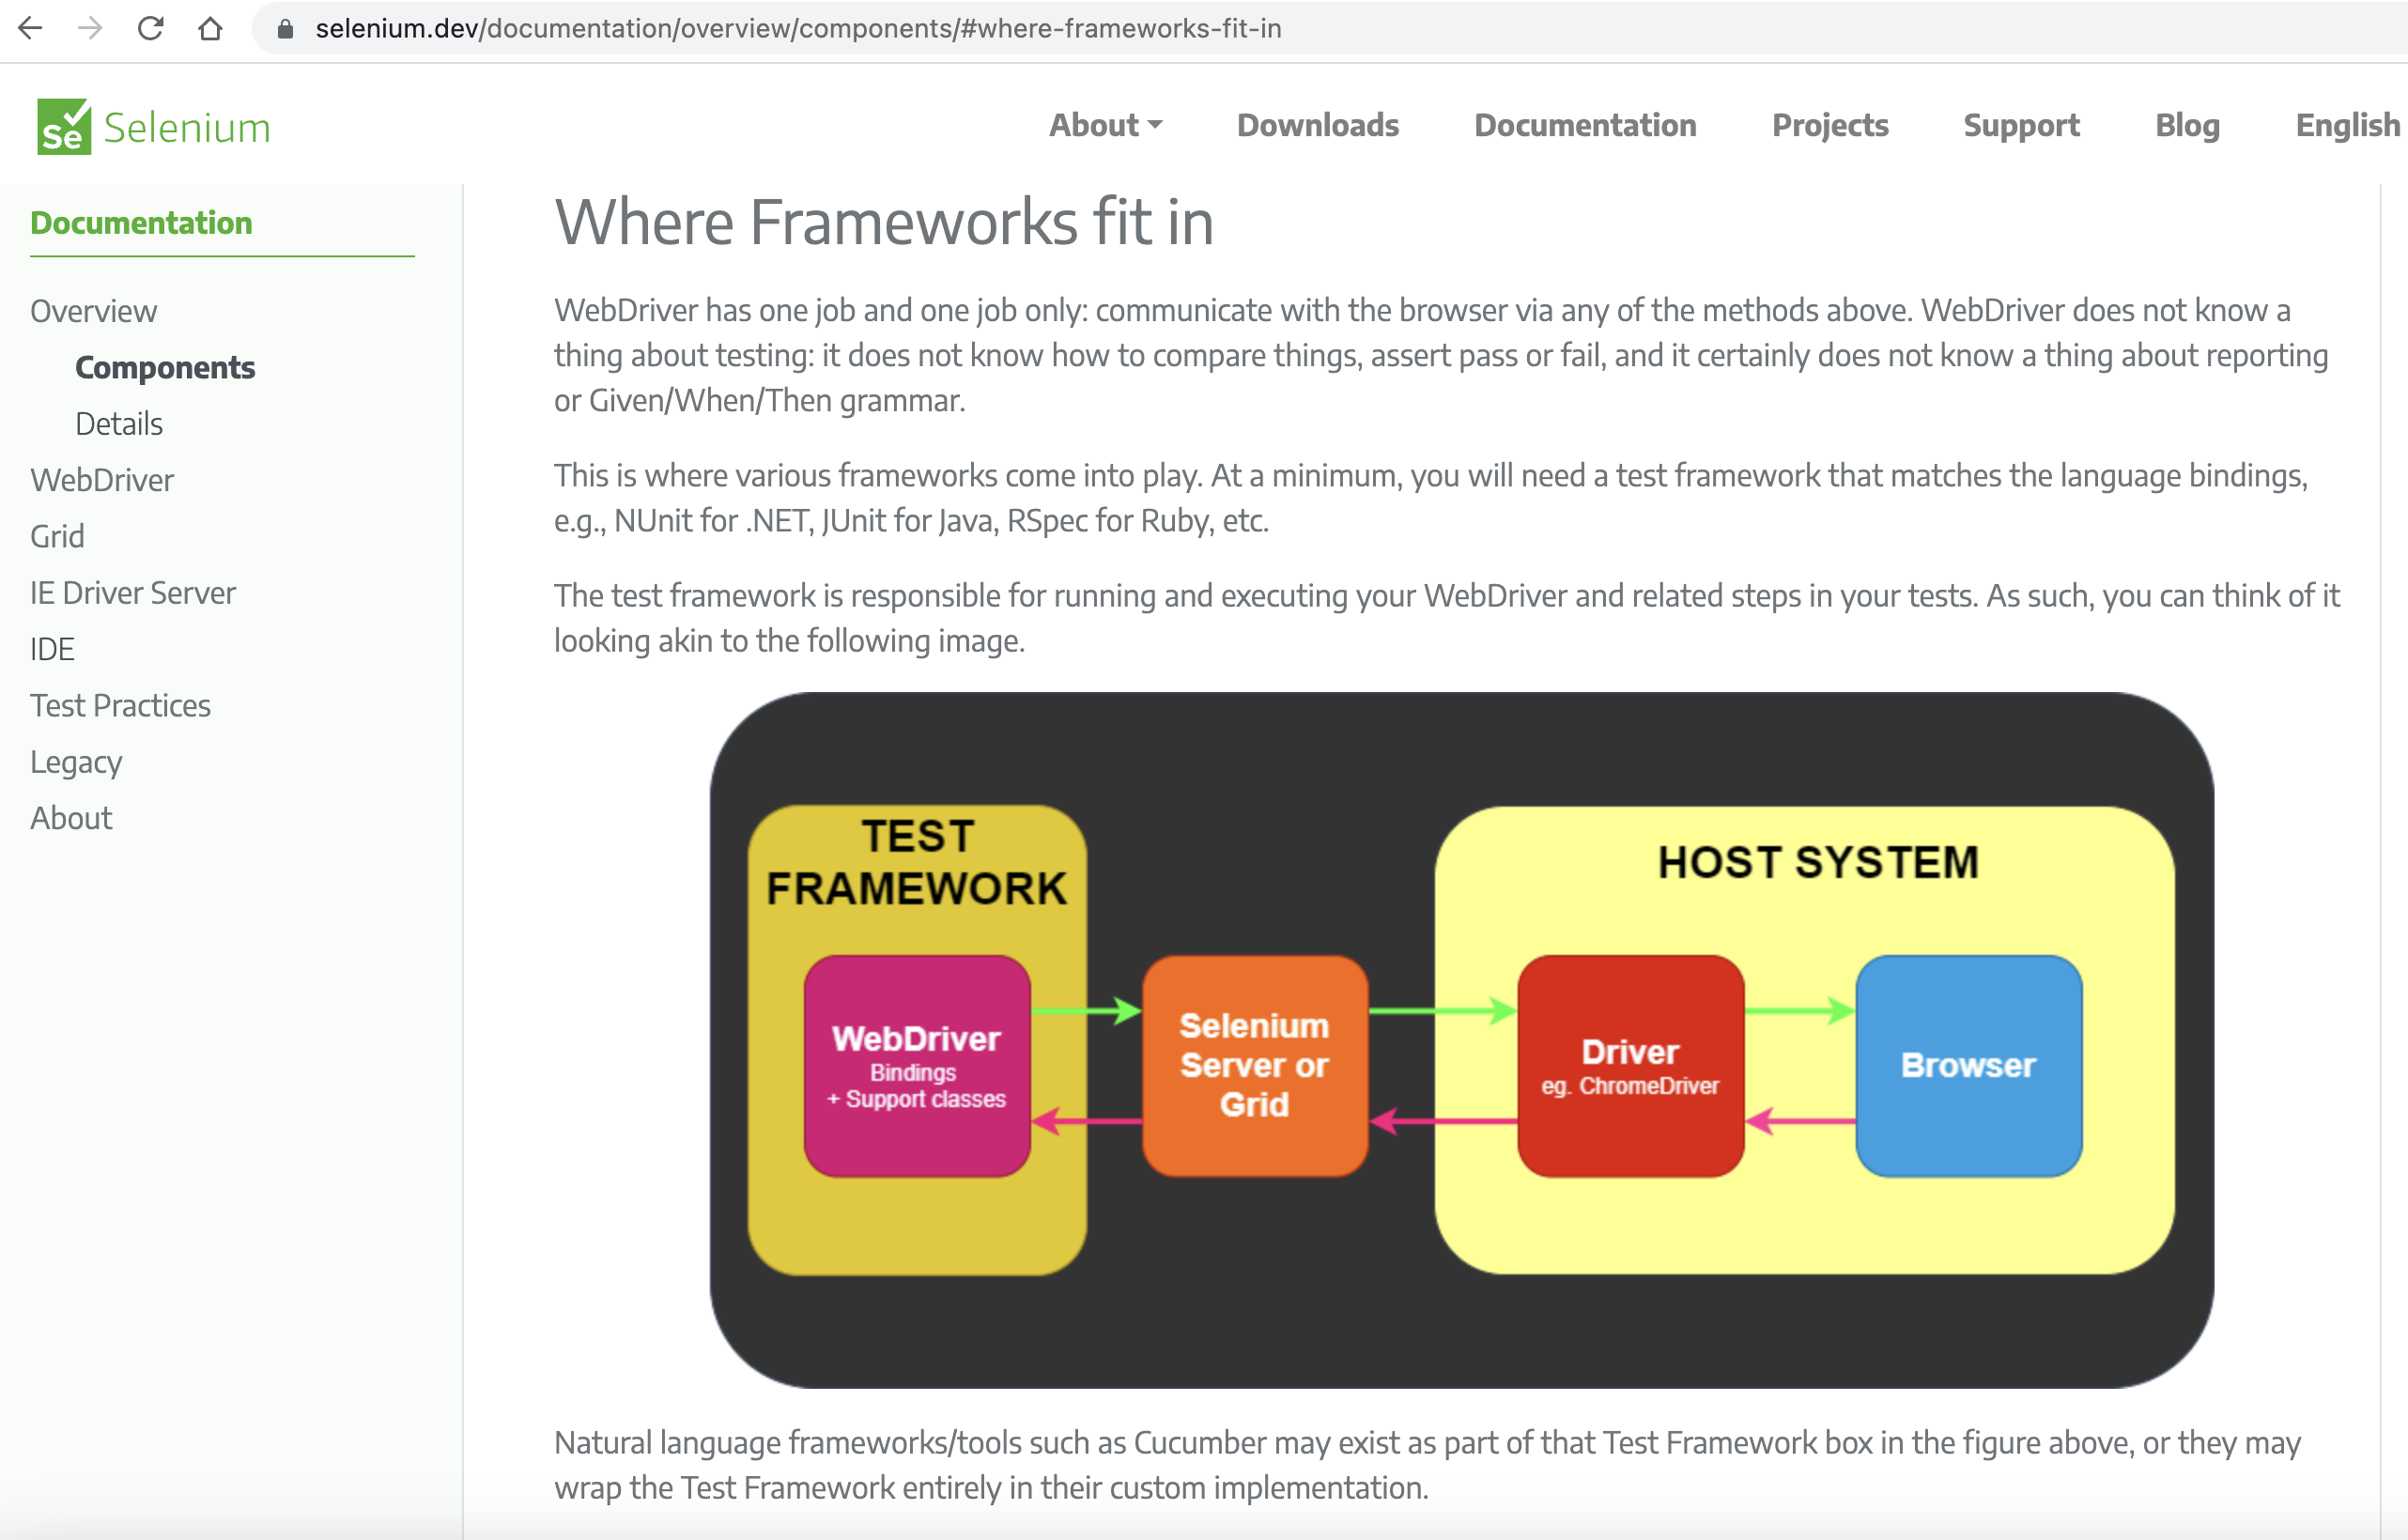 selenium.dev/documentation/overview/components/#where-frameworks-fit-in
Se Selenium
About Downloads Documentation Projects Support Blog English
Documentation
Overview
Components
Details
WebDriver
Grid
IE Driver Server
IDE
Test Practices
Legacy
About
Where Frameworks fit in
WebDriver has one job and one job only: communicate with the browser via any of the methods above. WebDriver does not know a
thing about testing: it does not know how to compare things, assert pass or fail, and it certainly does not know a thing about reporting
or Given/When/Then grammar.
This is where various frameworks come into play. At a minimum, you will need a test framework that matches the language bindings,
e.g., NUnit for .NET, JUnit for Java, RSpec for Ruby, etc.
The test framework is responsible for running and executing your WebDriver and related steps in your tests. As such, you can think of it
looking akin to the following image.
TEST
FRAMEWORK
WebDriver
Bindings
+ Support classes
Selenium
Server or
Grid
HOST SYSTEM
Driver
eg. ChromeDriver
Browser
Natural language frameworks/tools such as Cucumber may exist as part of that Test Framework box in the figure above, or they may
wrap the Test Framework entirely in their custom implementation.